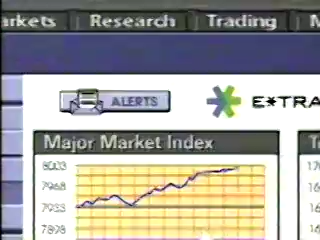 arkets Research Trading M
ALERTS
E*TRA
Major Market Index
8003
7968
7933
7898